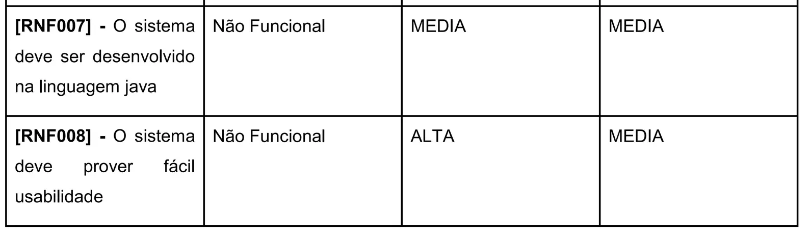 [RNF007] - O sistema
deve ser desenvolvido
na linguagem java
Não Funcional
MEDIA
MEDIA
[RNF008] - O sistema
deve prover fácil
usabilidade
Não Funcional
ALTA
MEDIA